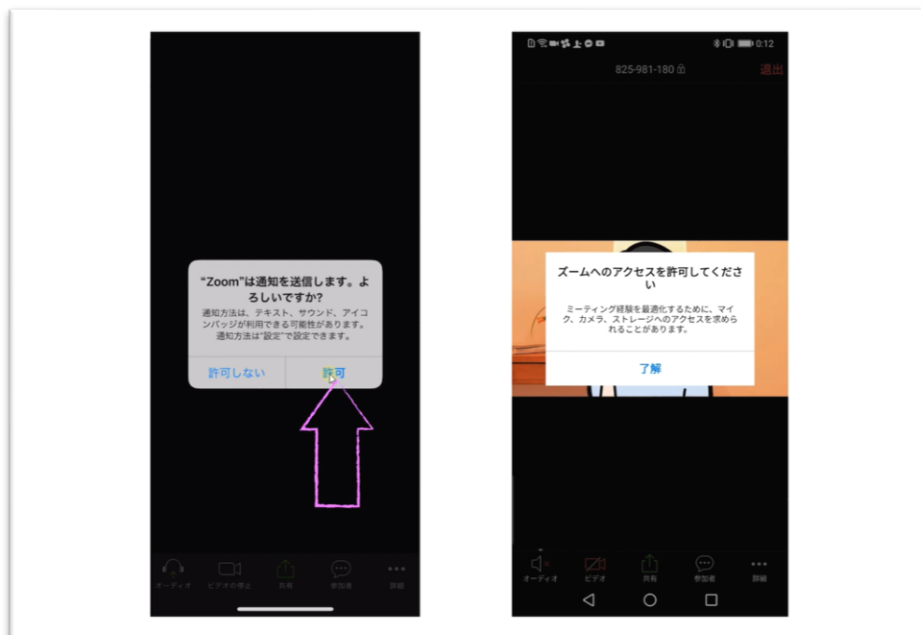 “Zoom”は通知を送信します。よ
ろしいですか?
通知方法は、テキスト、サウンド、アイコ
ンバッジが利用できる可能性があります。
通知方法は“設定”で設定できます。
許可しない
許可
オーディオ
ビデオの停止
共有
参加者
詳細
0:12
825-981-180
退出
ズームへのアクセスを許可してくださ
い
ミーティング経験を最適化するために、マイ
ク、カメラ、ストレージへのアクセスを求めら
れることがあります。
了解
オーディオ
ビデオ
共有
参加者
詳細